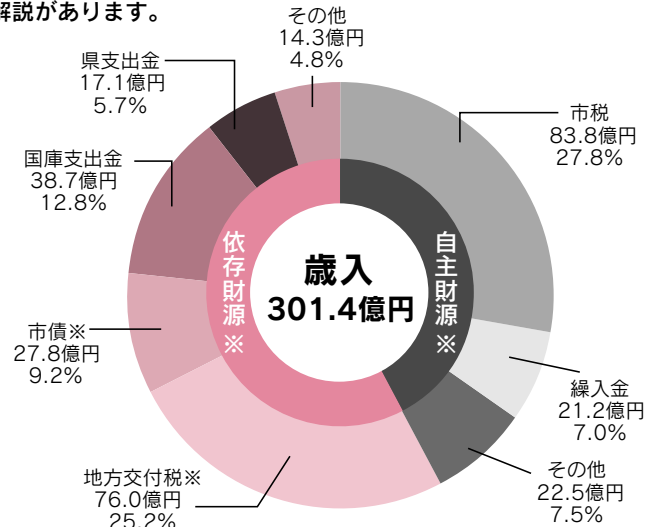 解説があります。
その他
14.3億円
4.8%
県支出金
17.1億円
5.7%
市税
83.8億円
27.8%
国庫支出金
38.7億円
12.8%
依存財源※
自主財源※
歳入
301.4億円
市債※
27.8億円
9.2%
繰入金
21.2億円
7.0%
地方交付税※
76.0億円
25.2%
その他
22.5億円
7.5%